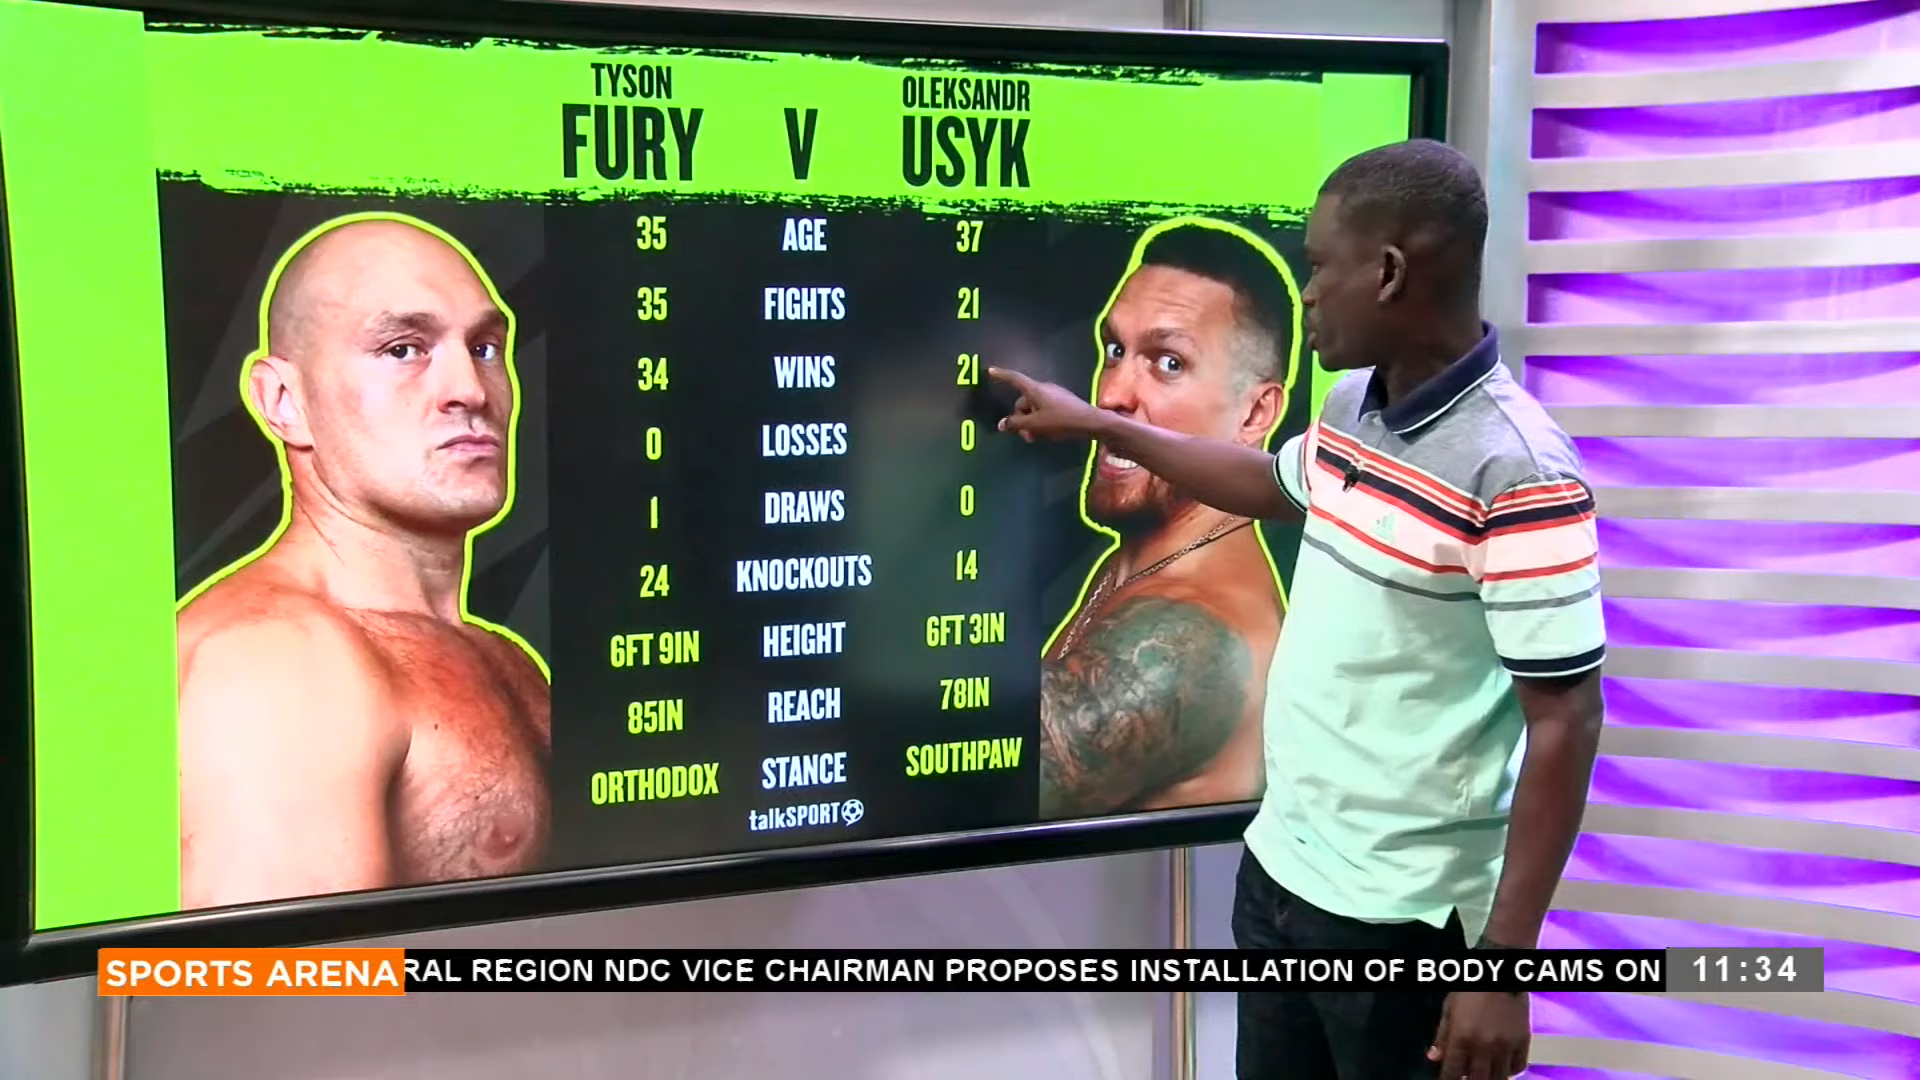 TYSON
FURY
V
OLEKSANDR
USYK
35 AGE 37
35 FIGHTS 21
34 WINS 21
0 LOSSES 0
1 DRAWS 0
24 KNOCKOUTS 14
6FT 9IN HEIGHT 6FT 3IN
85IN REACH 78IN
ORTHODOX STANCE SOUTHPAW
talkSPORT
SPORTS ARENA
RAL REGION NDC VICE CHAIRMAN PROPOSES INSTALLATION OF BODY CAMS ON
11:34